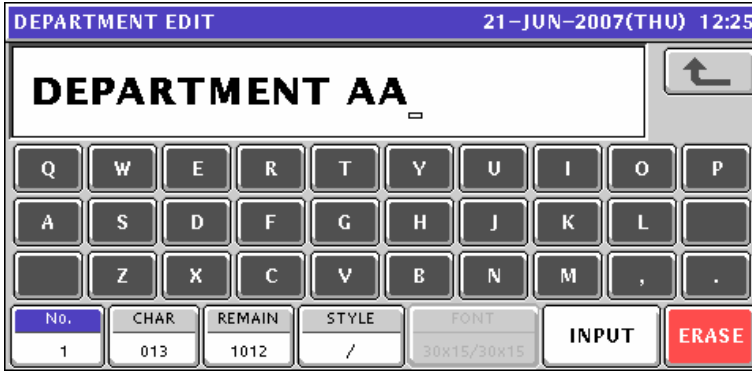 DEPARTMENT EDIT 21-JUN-2007(THU) 12:25
DEPARTMENT AA_
Q W E R T Y U I O P
A S D F G H J K L
Z X C V B N M , .
No. CHAR REMAIN STYLE FONT INPUT ERASE
1 013 1012 / 30x15/30x15